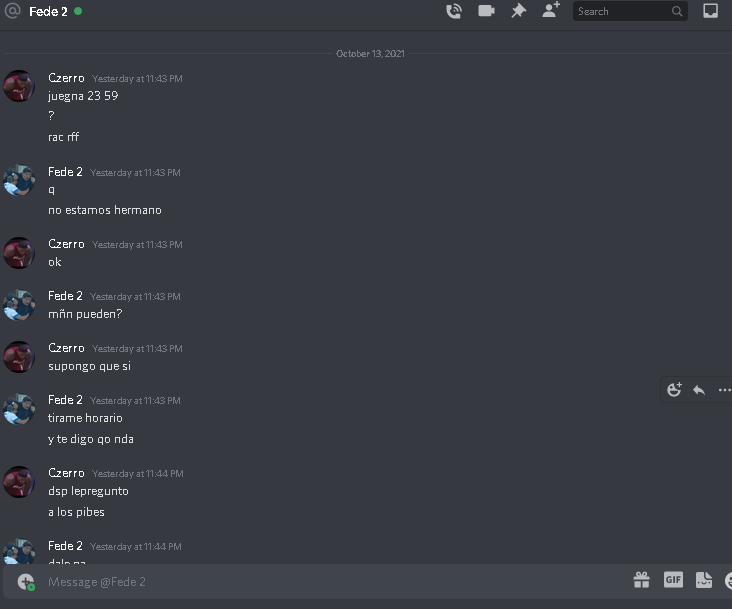 Fede 2
Search
October 13, 2021
Czerro Yesterday at 11:43 PM
juegna 23 59
?
rac rff
Fede 2 Yesterday at 11:43 PM
q
no estamos hermano
Czerro Yesterday at 11:43 PM
ok
Fede 2 Yesterday at 11:43 PM
mñn pueden?
Czerro Yesterday at 11:43 PM
supongo que si
Fede 2 Yesterday at 11:43 PM
tirame horario
y te digo qo nda
Czerro Yesterday at 11:44 PM
dsp lepregunto
a los pibes
Fede 2 Yesterday at 11:44 PM
Message @Fede 2
GIF